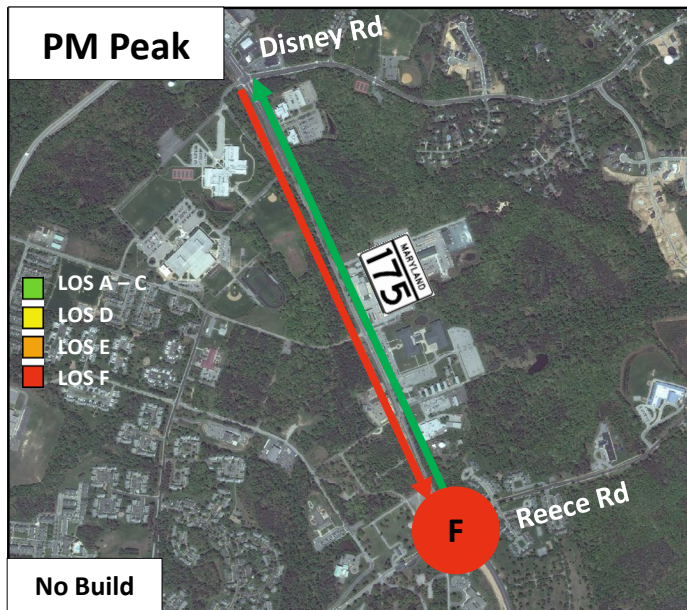 PM Peak
Disney Rd
MARYLAND
175
LOS A – C
LOS D
LOS E
LOS F
Reece Rd
F
No Build